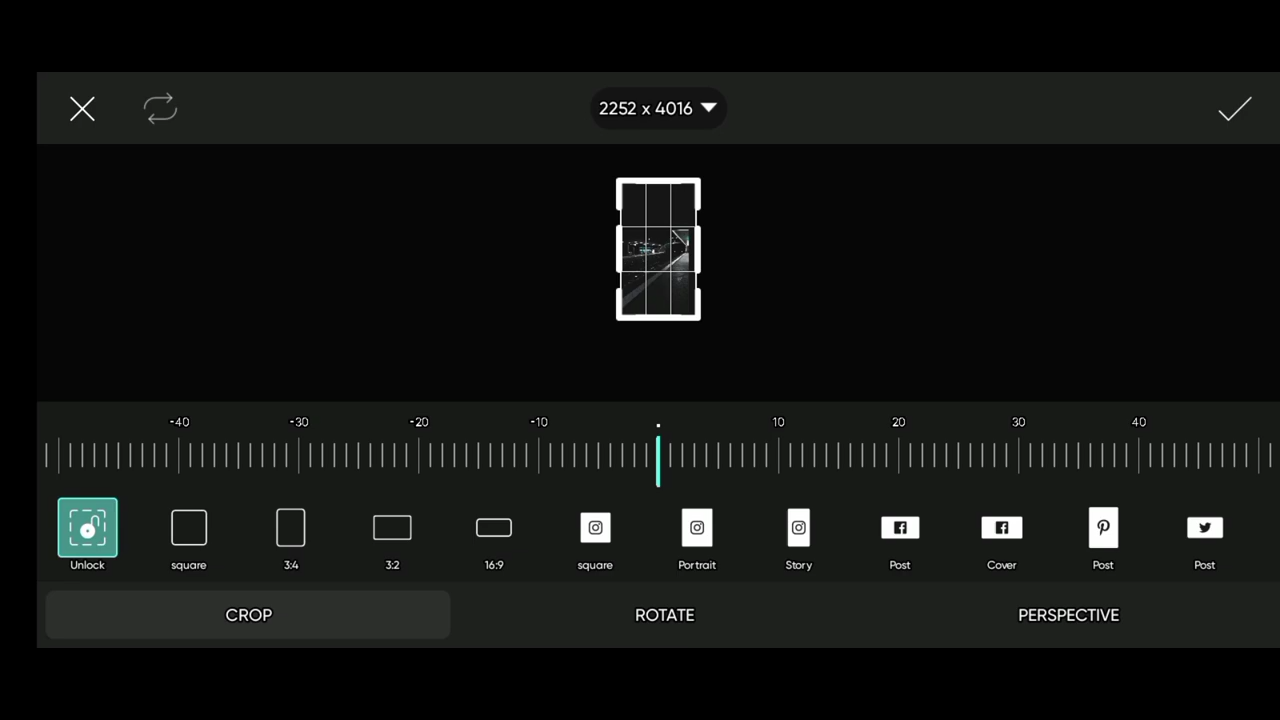 2252 x 4016
-40 -30 -20 -10 10 20 30 40
Unlock square 3:4 3:2 16:9 square Portrait Story Post Cover Post Post
CROP ROTATE PERSPECTIVE